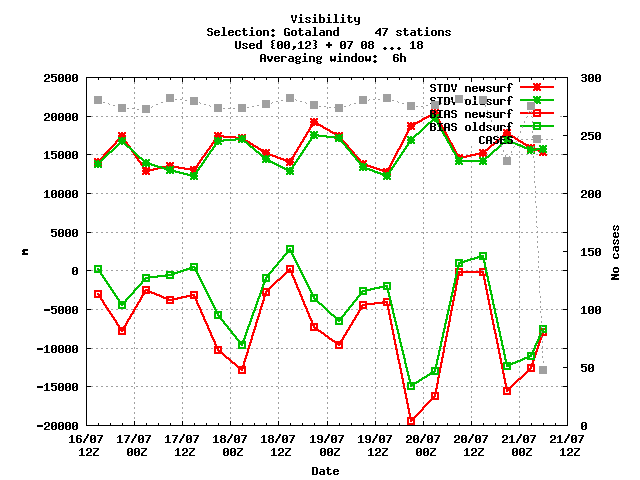 Visibility
Selection: Gotaland     47 stations
Used {00,12} + 07 08 ... 18
Averaging window:  6h
STDV newsurf
STDV oldsurf
BIAS newsurf
BIAS oldsurf
CASES
25000
20000
15000
10000
5000
0
-5000
-10000
-15000
-20000
m
300
250
200
150
100
50
0
No cases
16/07 17/07 17/07 18/07 18/07 19/07 19/07 20/07 20/07 21/07 21/07
12Z 00Z 12Z 00Z 12Z 00Z 12Z 00Z 12Z 00Z 12Z
Date